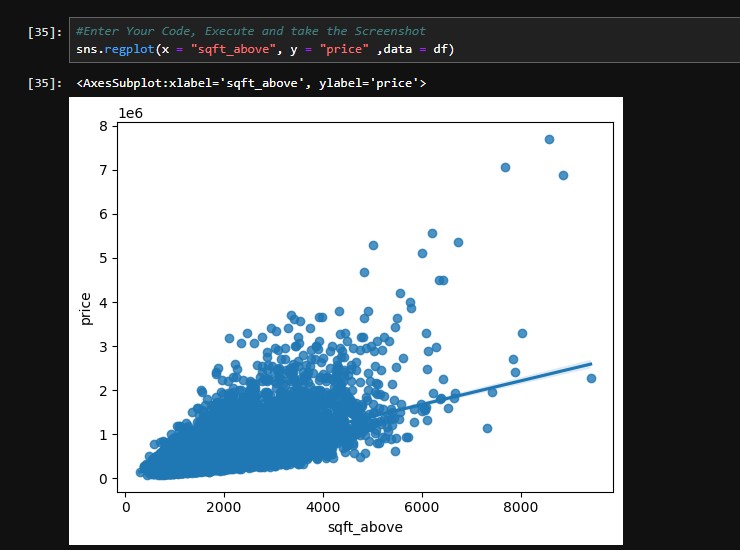 [35]: #Enter Your Code, Execute and take the Screenshot
sns.regplot(x = "sqft_above", y = "price" ,data = df)
[35]: <AxesSubplot:xlabel='sqft_above', ylabel='price'>
1e6
8
7
6
5
4
3
2
1
0
price
0 2000 4000 6000 8000
sqft_above